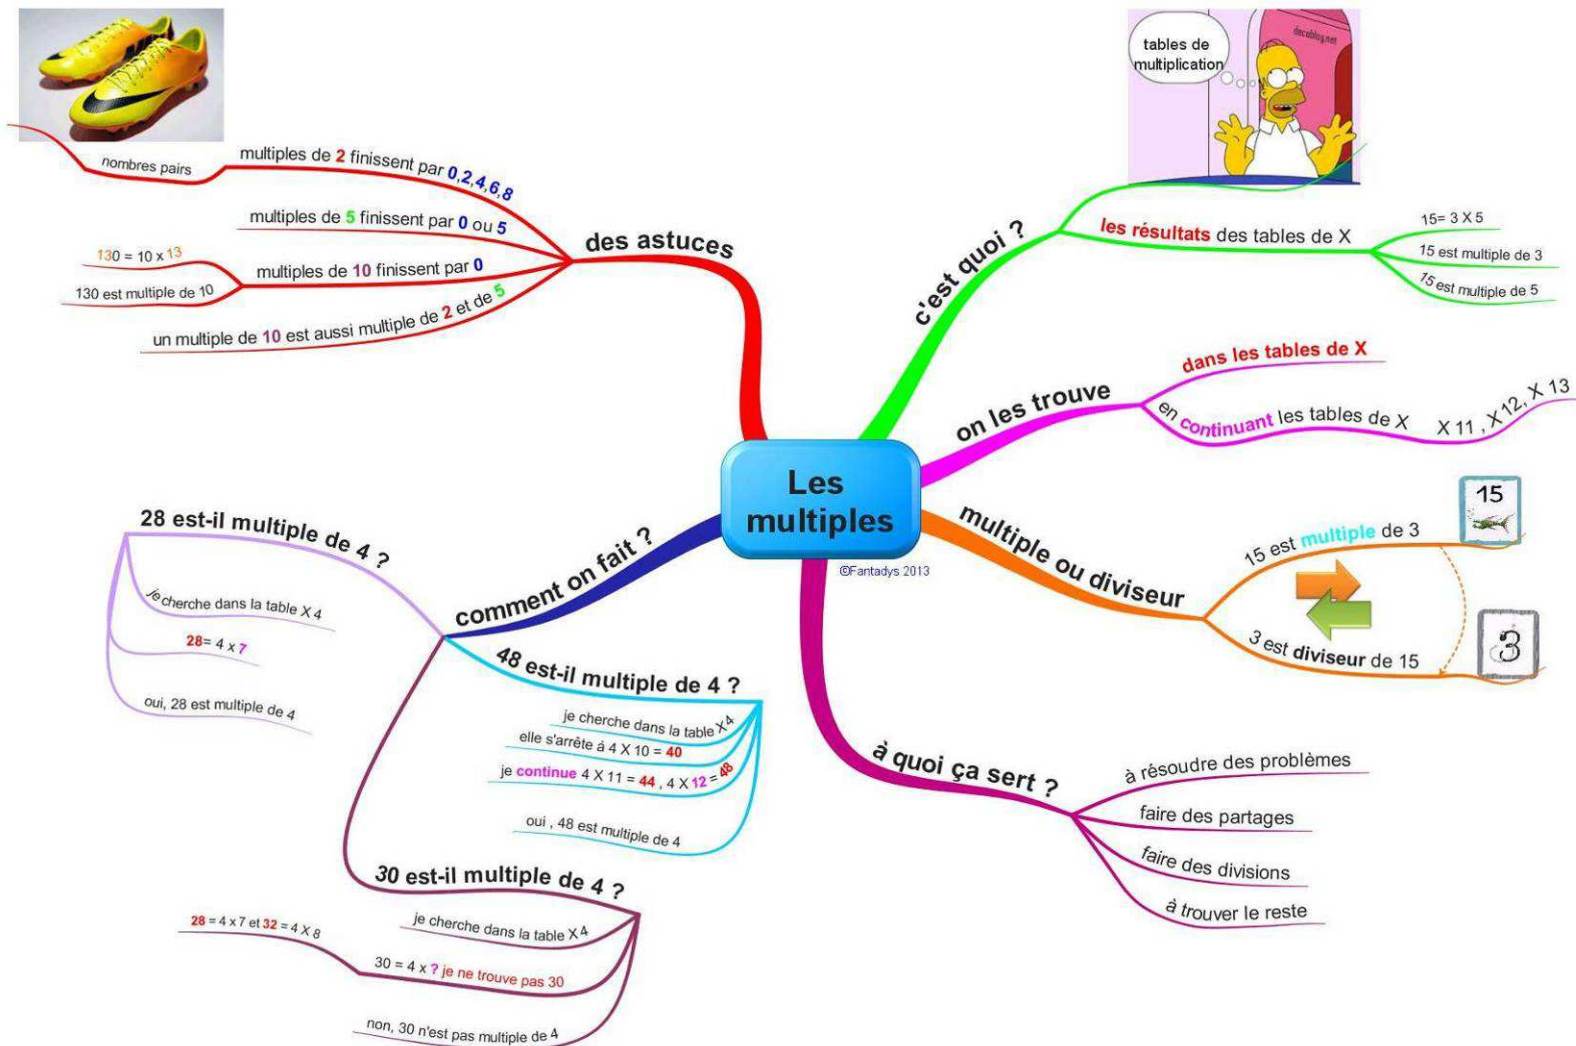 Les
multiples
©Fantadys 2013
c'est quoi ?
tables de
multiplication
decoblog.net
les résultats des tables de X
15= 3 X 5
15 est multiple de 3
15 est multiple de 5
on les trouve
dans les tables de X
en continuant les tables de X
X 11 , X 12, X 13
multiple ou diviseur
15 est multiple de 3
15
3 est diviseur de 15
3
à quoi ça sert ?
à résoudre des problèmes
faire des partages
faire des divisions
à trouver le reste
des astuces
multiples de 2 finissent par 0,2,4,6,8
nombres pairs
multiples de 5 finissent par 0 ou 5
multiples de 10 finissent par 0
130 = 10 x 13
130 est multiple de 10
un multiple de 10 est aussi multiple de 2 et de 5
comment on fait ?
28 est-il multiple de 4 ?
je cherche dans la table X 4
28= 4 x 7
oui, 28 est multiple de 4
48 est-il multiple de 4 ?
je cherche dans la table X 4
elle s'arrête á 4 X 10 = 40
je continue 4 X 11 = 44 , 4 X 12 = 48
oui , 48 est multiple de 4
30 est-il multiple de 4 ?
je cherche dans la table X 4
30 = 4 x ? je ne trouve pas 30
28 = 4 x 7 et 32 = 4 X 8
non, 30 n'est pas multiple de 4